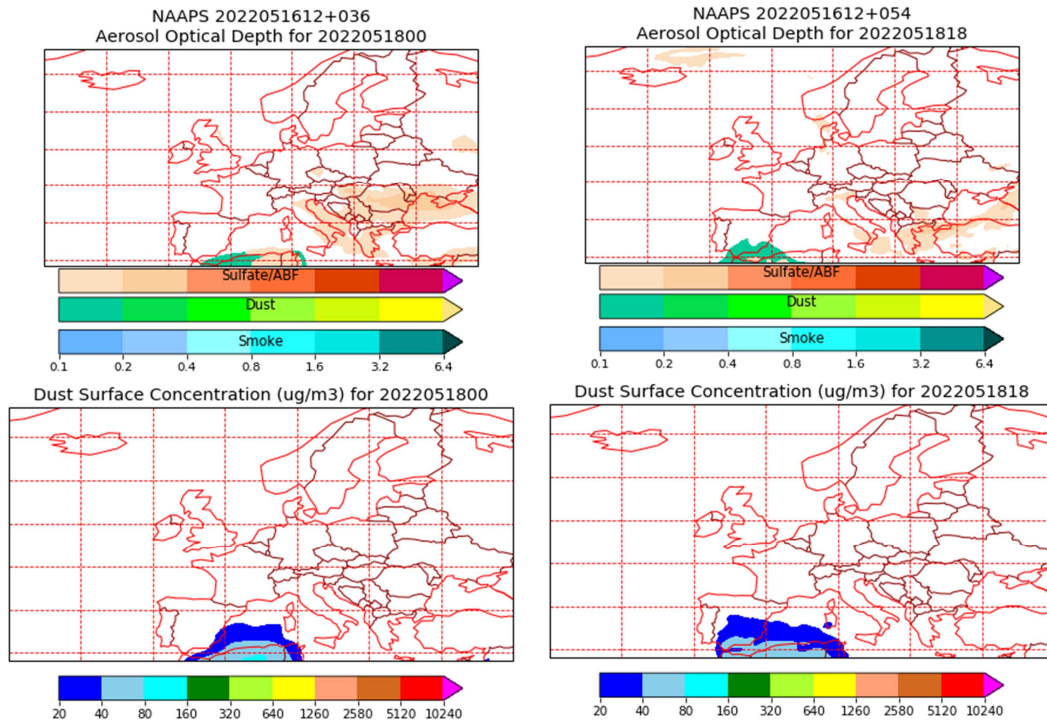 NAAPS 2022051612+036
Aerosol Optical Depth for 2022051800
Sulfate/ABF
Dust
Smoke
0.1 0.2 0.4 0.8 1.6 3.2 6.4
NAAPS 2022051612+054
Aerosol Optical Depth for 2022051818
Sulfate/ABF
Dust
Smoke
0.1 0.2 0.4 0.8 1.6 3.2 6.4
Dust Surface Concentration (ug/m3) for 2022051800
20 40 80 160 320 640 1260 2580 5120 10240
Dust Surface Concentration (ug/m3) for 2022051818
20 40 80 160 320 640 1260 2580 5120 10240